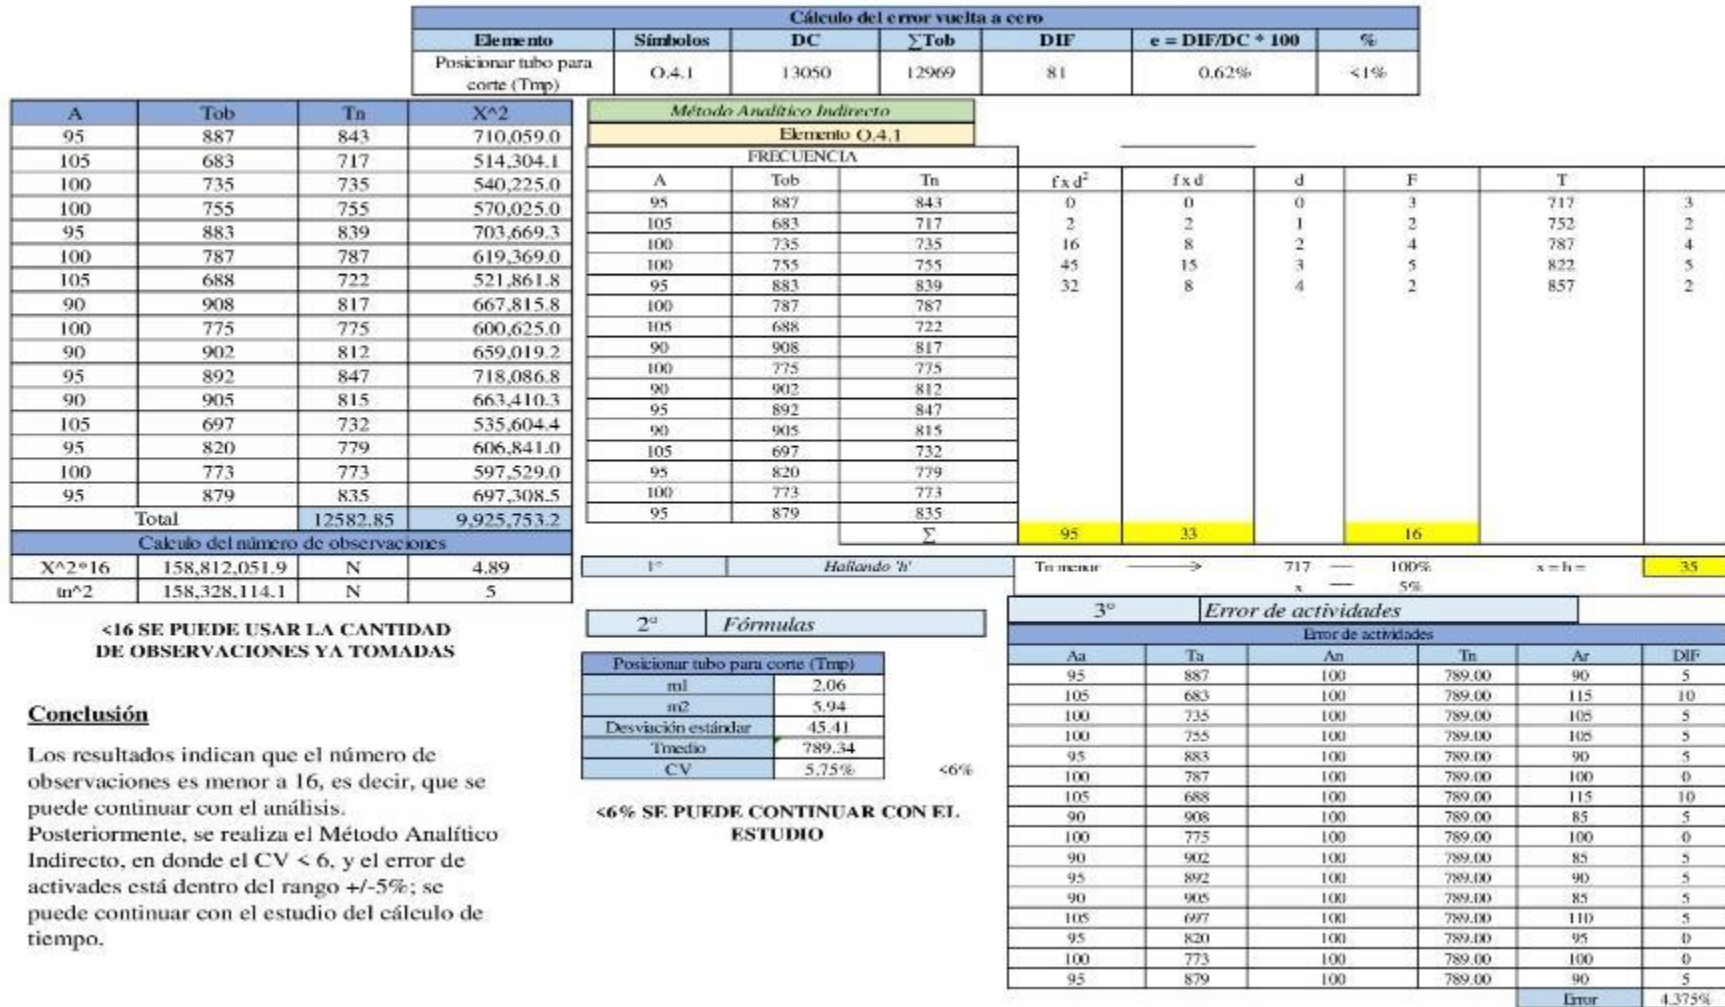 Cálculo del error vuelta a cero
Elemento Símbolos DC ∑Tob DIF e = DIF/DC * 100 %
Posicionar tubo para corte (Tmp) O.4.1 13050 12969 81 0.62% <1%
A Tob Tn X^2
95 887 843 710,059.0
105 683 717 514,304.1
100 735 735 540,225.0
100 755 755 570,025.0
95 883 839 703,669.3
100 787 787 619,369.0
105 688 722 521,861.8
90 908 817 667,815.8
100 775 775 600,625.0
90 902 812 659,019.2
95 892 847 718,086.8
90 905 815 663,410.3
105 697 732 535,604.4
95 820 779 606,841.0
100 773 773 597,529.0
95 879 835 697,308.5
Total 12582.85 9,925,753.2
Calculo del número de observaciones
X^2*16 158,812,051.9 N 4.89
tn^2 158,328,114.1 N 5
<16 SE PUEDE USAR LA CANTIDAD
DE OBSERVACIONES YA TOMADAS
Conclusión
Los resultados indican que el número de
observaciones es menor a 16, es decir, que se
puede continuar con el análisis.
Posteriormente, se realiza el Método Analítico
Indirecto, en donde el CV < 6, y el error de
activades está dentro del rango +/-5%; se
puede continuar con el estudio del cálculo de
tiempo.
Método Analítico Indirecto
Elemento O.4.1
FRECUENCIA
A Tob Tn f x d² f x d d F T
95 887 843 0 0 0 3 717 3
105 683 717 2 2 1 2 752 2
100 735 735 16 8 2 4 787 4
100 755 755 45 15 3 5 822 5
95 883 839 32 8 4 2 857 2
100 787 787
105 688 722
90 908 817
100 775 775
90 902 812
95 892 847
90 905 815
105 697 732
95 820 779
100 773 773
95 879 835
∑ 95 33 16
1° Hallando 'h' Tn menor → 717 — 100% x = h = 35
x — 5%
2° Fórmulas
Posicionar tubo para corte (Tmp)
m1 2.06
m2 5.94
Desviación estándar 45.41
Tmedio 789.34
CV 5.75% <6%
<6% SE PUEDE CONTINUAR CON EL
ESTUDIO
3° Error de actividades
Error de actividades
Aa Ta An Tn Ar DIF
95 887 100 789.00 90 5
105 683 100 789.00 115 10
100 735 100 789.00 105 5
100 755 100 789.00 105 5
95 883 100 789.00 90 5
100 787 100 789.00 100 0
105 688 100 789.00 115 10
90 908 100 789.00 85 5
100 775 100 789.00 100 0
90 902 100 789.00 85 5
95 892 100 789.00 90 5
90 905 100 789.00 85 5
105 697 100 789.00 110 5
95 820 100 789.00 95 0
100 773 100 789.00 100 0
95 879 100 789.00 90 5
Error 4.375%